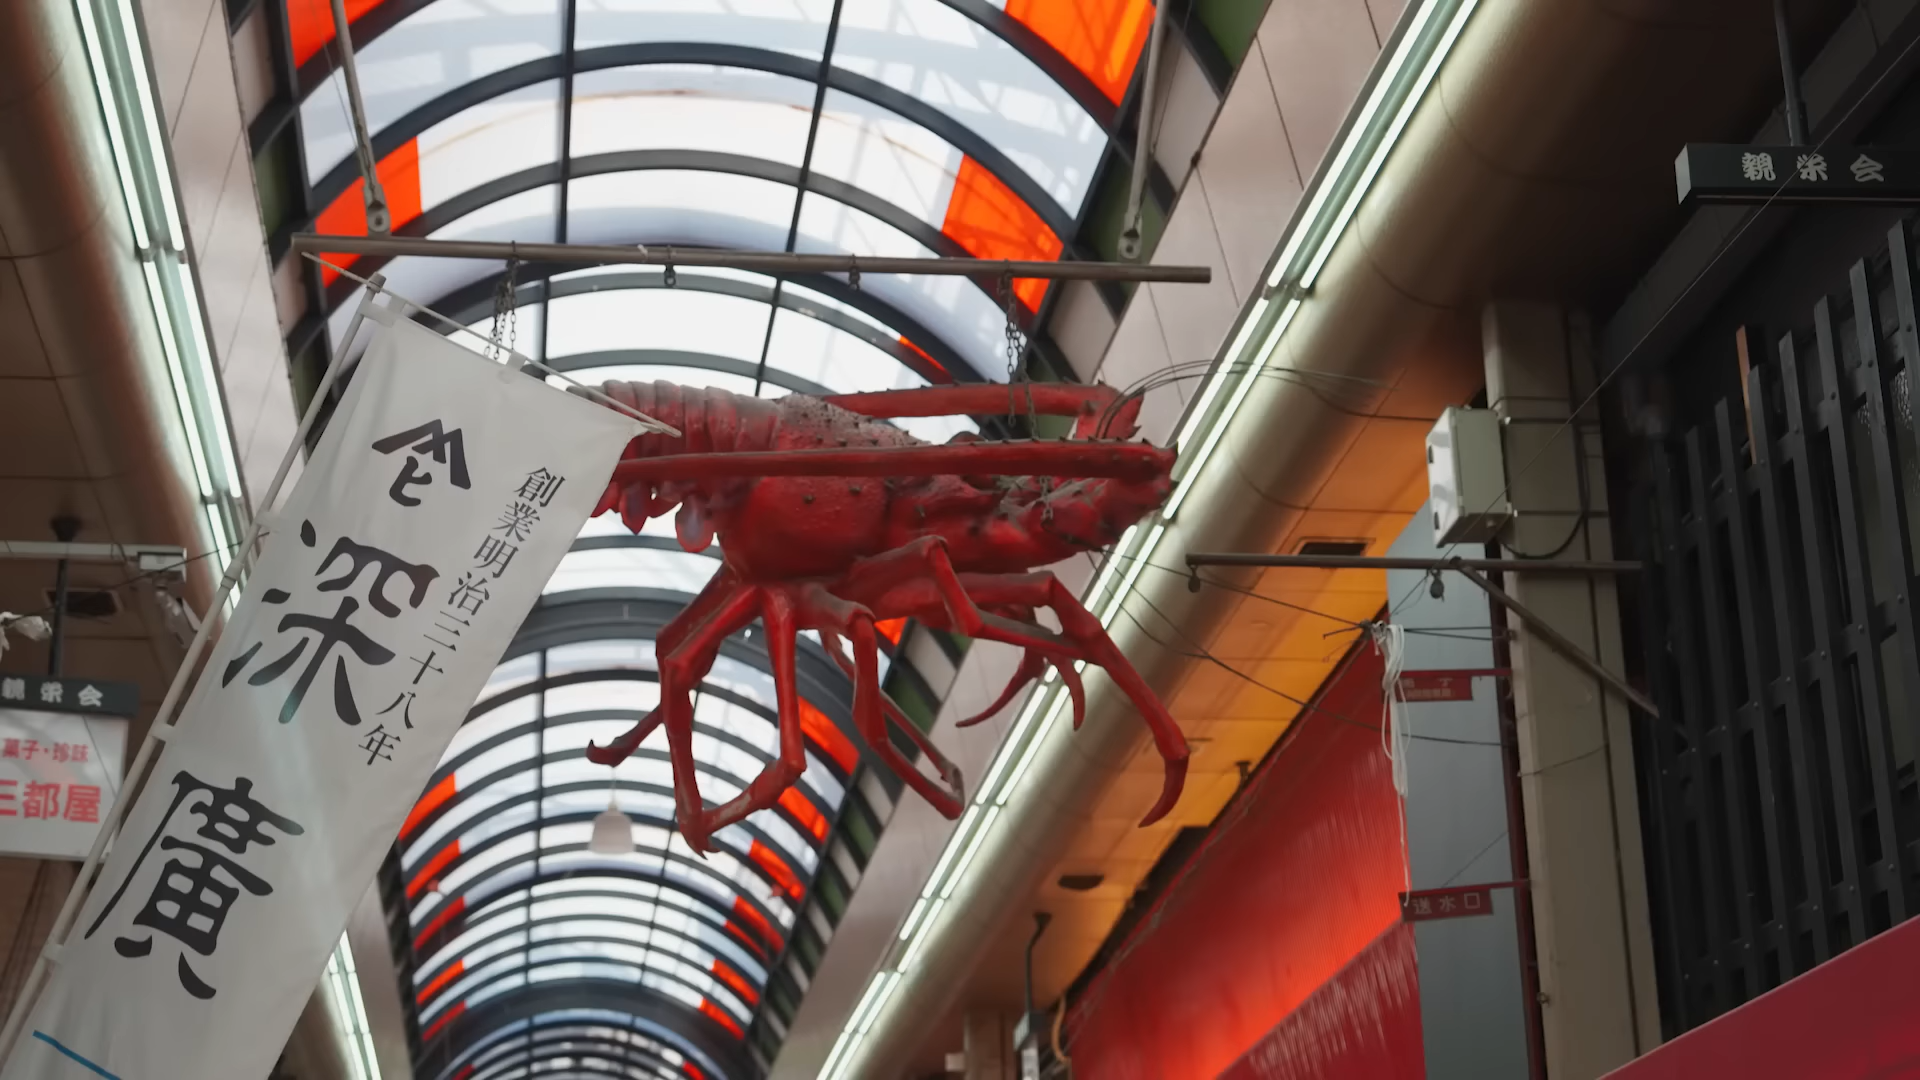 深廣
創業明治三十八年
親栄会
親栄会
菓子・珍味
三都屋
送水口